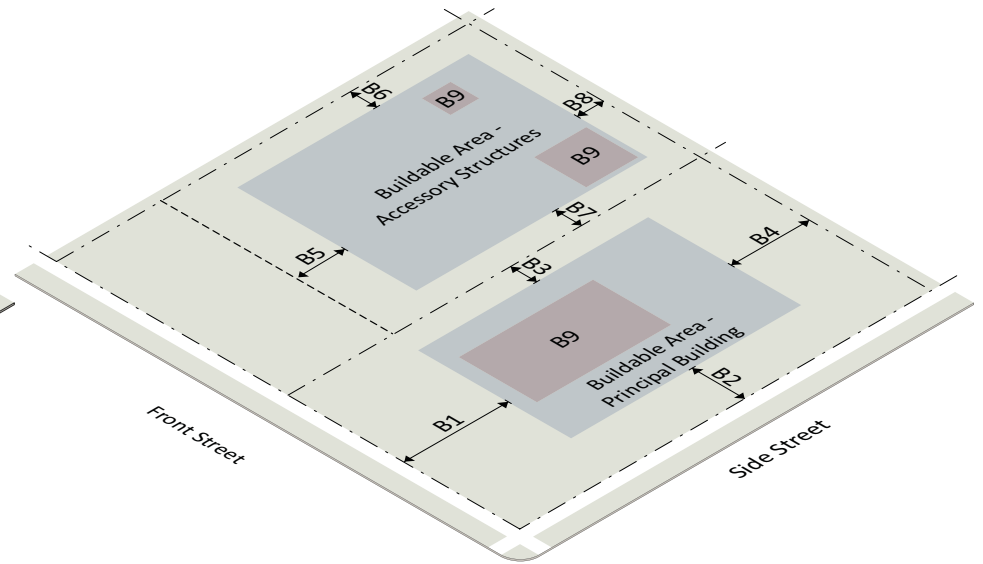 B6
B9
B8
Buildable Area -
Accessory Structures
B9
B7
B5
B4
B3
B9
Buildable Area -
Principal Building
B2
B1
Front Street
Side Street